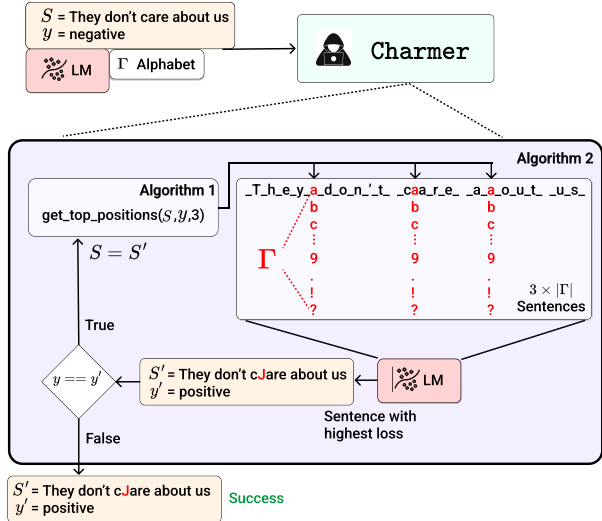 S = They don't care about us
y = negative
LM
Γ Alphabet
Charmer
Algorithm 2
Algorithm 1
get_top_positions(S,y,3)
_T_h_e_y_a_d_o_n_'_t_ _c_a_a_r_e_ _a_a_o_u_t_ _u_s_
b b b
c c c
Γ
9 9 9
. . .
! ! !
? ? ?
3 × |Γ|
Sentences
S = S′
True
y == y′
S′ = They don't cJare about us
y′ = positive
LM
Sentence with
highest loss
False
S′ = They don't cJare about us
y′ = positive
Success